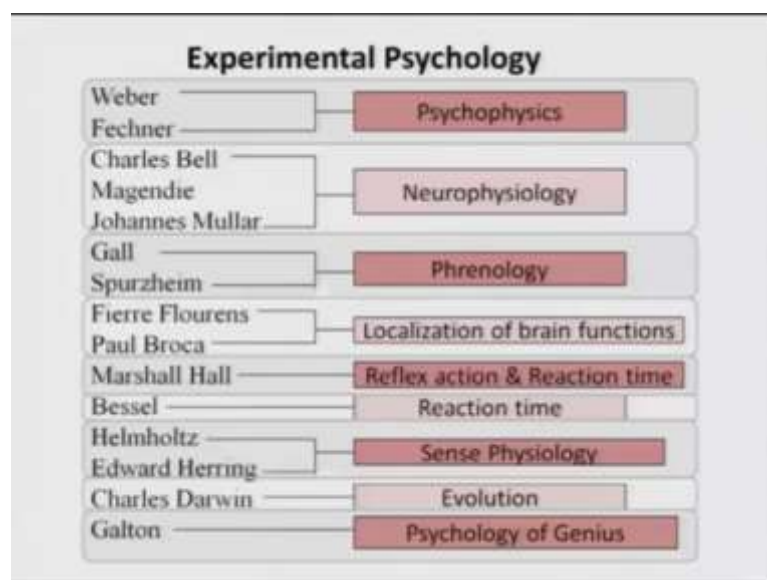 Experimental Psychology
Weber
Fechner
Psychophysics
Charles Bell
Magendie
Johannes Mullar
Neurophysiology
Gall
Spurzheim
Phrenology
Fierre Flourens
Paul Broca
Localization of brain functions
Marshall Hall
Reflex action & Reaction time
Bessel
Reaction time
Helmholtz
Edward Herring
Sense Physiology
Charles Darwin
Evolution
Galton
Psychology of Genius